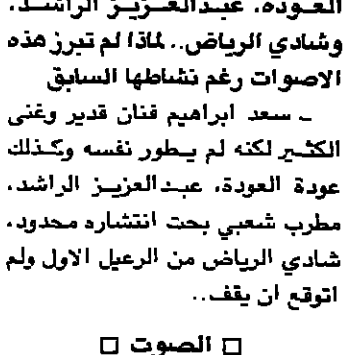 العوده، عبدالعزيز الراشد،
وشادي الرياض.. لماذا لم تبرز هذه
الاصوات رغم نشاطها السابق
ـ سعد ابراهيم فنان قدير وغنى
الكثير لكنه لم يطور نفسه وكذلك
عودة العودة، عبدالعزيز الراشد،
مطرب شعبي بحت انتشاره محدود،
شادي الرياض من الرعيل الاول ولم
اتوقع ان يقف..
□ الصوت □